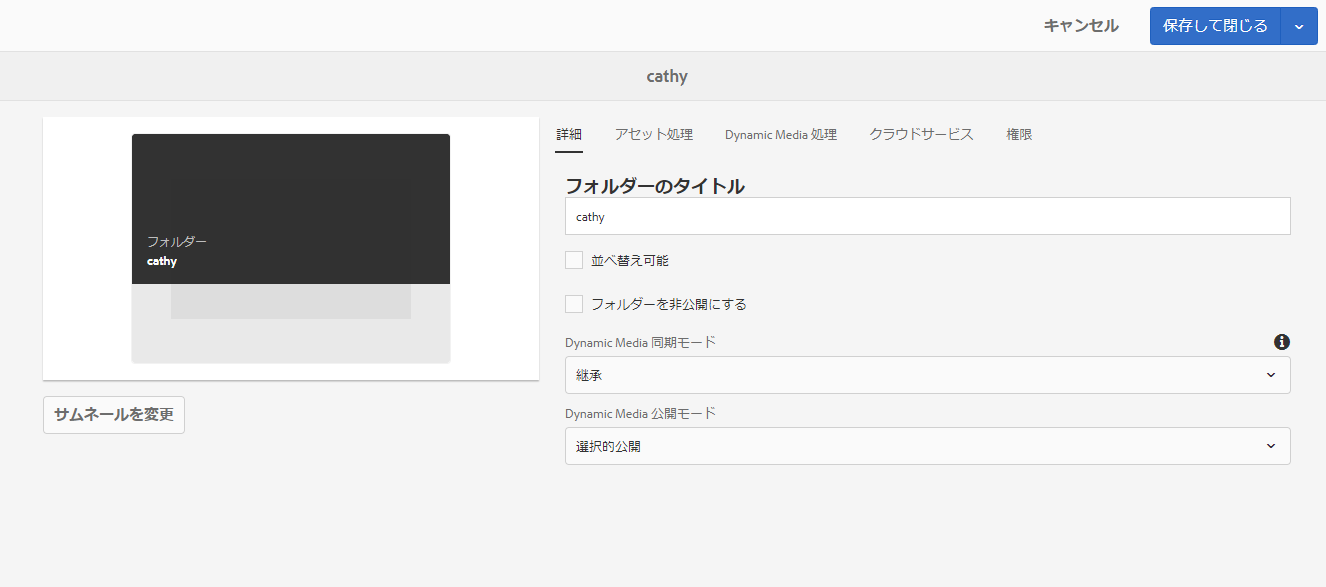 キャンセル
保存して閉じる
cathy
フォルダー
cathy
サムネールを変更
詳細 アセット処理 Dynamic Media 処理 クラウドサービス 権限
フォルダーのタイトル
cathy
並べ替え可能
フォルダーを非公開にする
Dynamic Media 同期モード
継承
Dynamic Media 公開モード
選択的公開